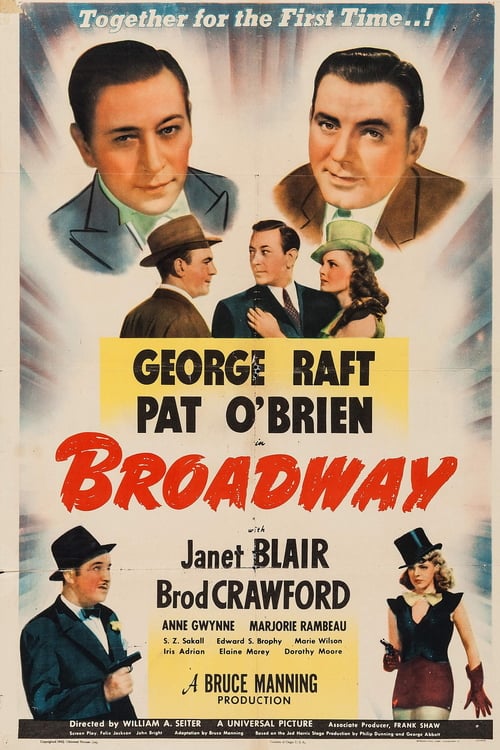 Together for the First Time..!
GEORGE RAFT
PAT O'BRIEN
in
BROADWAY
with
Janet BLAIR
Brod CRAWFORD
ANNE GWYNNE MARJORIE RAMBEAU
S. Z. Sakall Edward S. Brophy Marie Wilson
Iris Adrian Elaine Morey Dorothy Moore
A BRUCE MANNING
PRODUCTION
Directed by WILLIAM A. SEITER A UNIVERSAL PICTURE Associate Producer, FRANK SHAW
Screen Play, Felix Jackson John Bright Adaptation by Bruce Manning Based on the Jed Harris Stage Production by Philip Dunning and George Abbott
Country of Origin U. S. A.